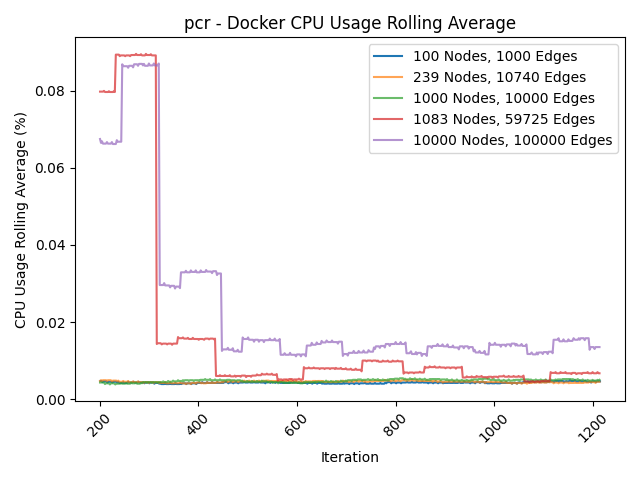 pcr - Docker CPU Usage Rolling Average
CPU Usage Rolling Average (%)
0.08
0.06
0.04
0.02
0.00
100 Nodes, 1000 Edges
239 Nodes, 10740 Edges
1000 Nodes, 10000 Edges
1083 Nodes, 59725 Edges
10000 Nodes, 100000 Edges
200
400
600
800
1000
1200
Iteration